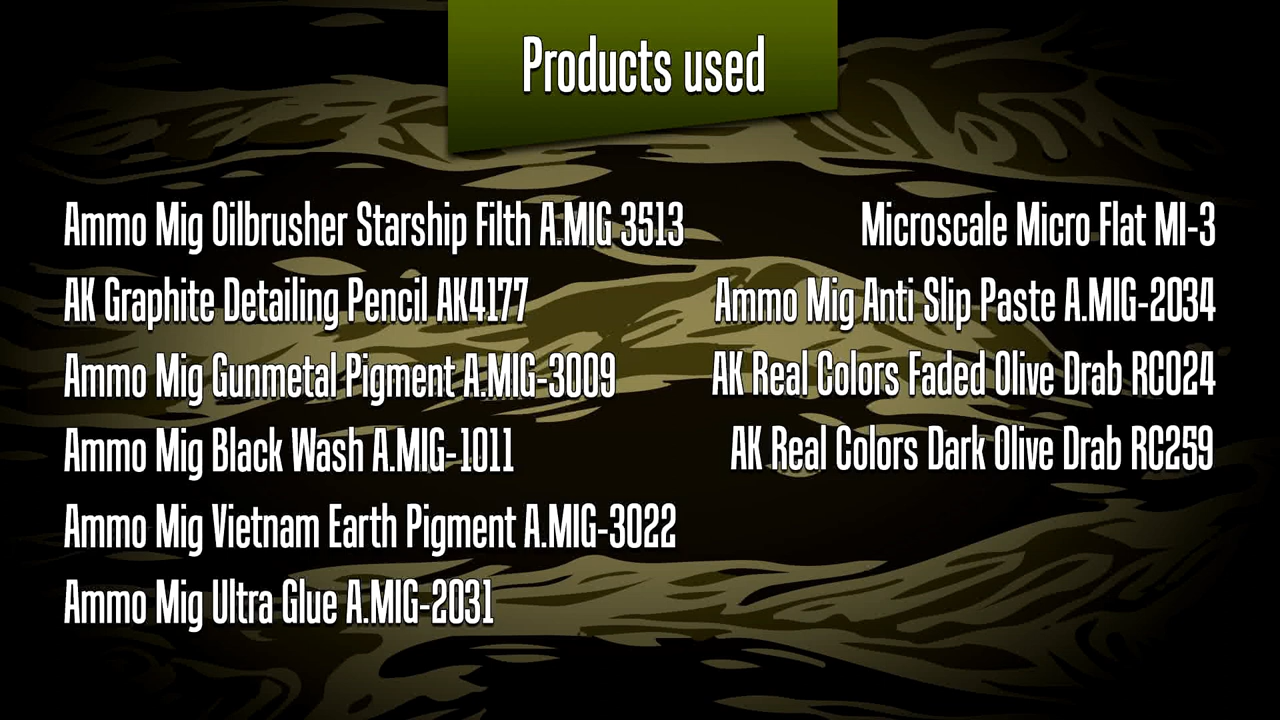 Products used
Ammo Mig Oilbrusher Starship Filth A.MIG 3513
AK Graphite Detailing Pencil AK4177
Ammo Mig Gunmetal Pigment A.MIG-3009
Ammo Mig Black Wash A.MIG-1011
Ammo Mig Vietnam Earth Pigment A.MIG-3022
Ammo Mig Ultra Glue A.MIG-2031
Microscale Micro Flat MI-3
Ammo Mig Anti Slip Paste A.MIG-2034
AK Real Colors Faded Olive Drab RC024
AK Real Colors Dark Olive Drab RC259